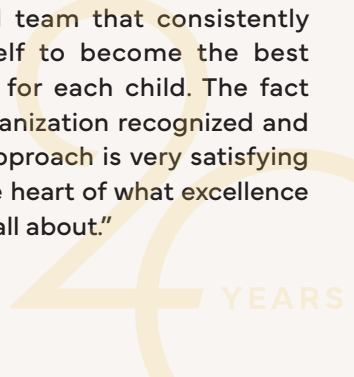 team that consistently
elf to become the best
for each child. The fact
anization recognized and
pproach is very satisfying
heart of what excellence
all about.”
20
YEARS